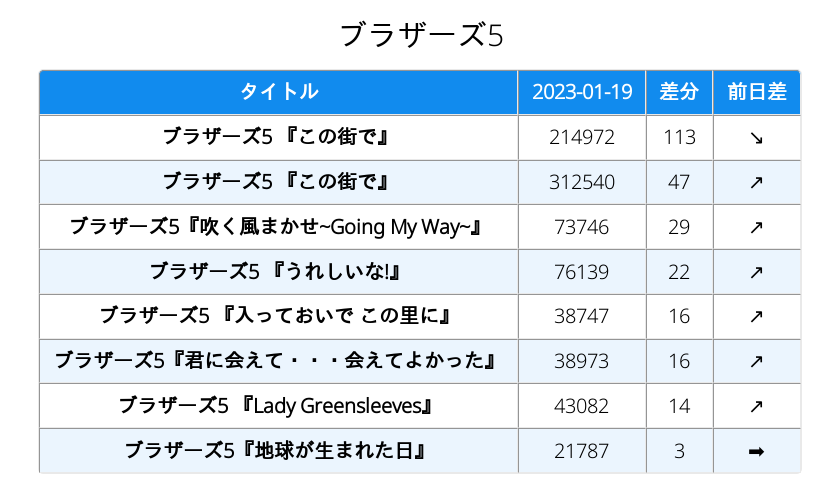 ブラザーズ5
タイトル 2023-01-19 差分 前日差
ブラザーズ5 『この街で』 214972 113 ↘
ブラザーズ5 『この街で』 312540 47 ↗
ブラザーズ5『吹く風まかせ~Going My Way~』 73746 29 ↗
ブラザーズ5 『うれしいな!』 76139 22 ↗
ブラザーズ5 『入っておいで この里に』 38747 16 ↗
ブラザーズ5『君に会えて・・・会えてよかった』 38973 16 ↗
ブラザーズ5 『Lady Greensleeves』 43082 14 ↗
ブラザーズ5『地球が生まれた日』 21787 3 ➡